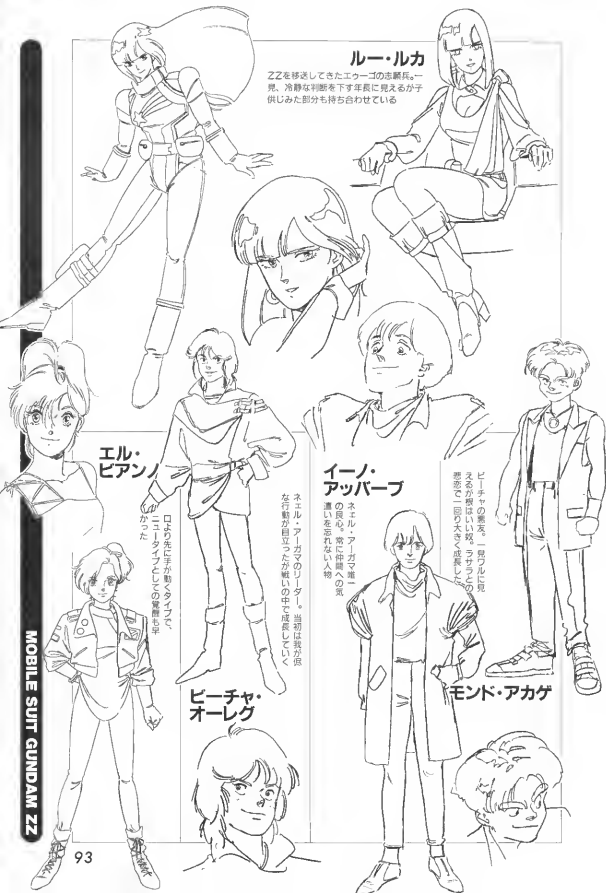 ルー・ルカ
ZZを移送してきたエゥーゴの志願兵。一
見、冷静な判断を下す年長に見えるが子
供じみた部分も持ち合わせている
エル・
ビアンノ
口より先に手が動くタイプで、
ニュータイプとしての覚醒も早
かった
ビーチャ・
オーレグ
ネェル・アーガマのリーダー。当初は我が侭
な行動が目立ったが戦いの中で成長していく
イーノ・
アッバーブ
ネェル・アーガマ唯一
の良心。常に仲間への気
遣いを忘れない人物
モンド・アカゲ
ビーチャの悪友。一見ワルに見
えるが根はいい奴。ラサラとの
悲恋で一回り大きく成長した
MOBILE SUIT GUNDAM ZZ
93